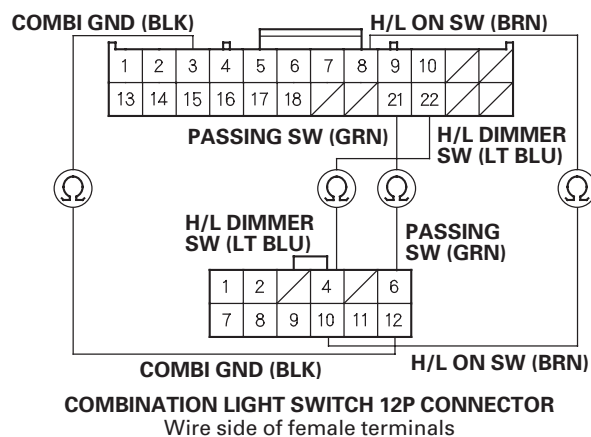 COMBI GND (BLK)
H/L ON SW (BRN)
1 2 3 4 5 6 7 8 9 10
13 14 15 16 17 18 21 22
PASSING SW (GRN)
H/L DIMMER
SW (LT BLU)
Ω Ω Ω Ω
H/L DIMMER
SW (LT BLU)
PASSING
SW (GRN)
1 2 4 6
7 8 9 10 11 12
COMBI GND (BLK)
H/L ON SW (BRN)
COMBINATION LIGHT SWITCH 12P CONNECTOR
Wire side of female terminals